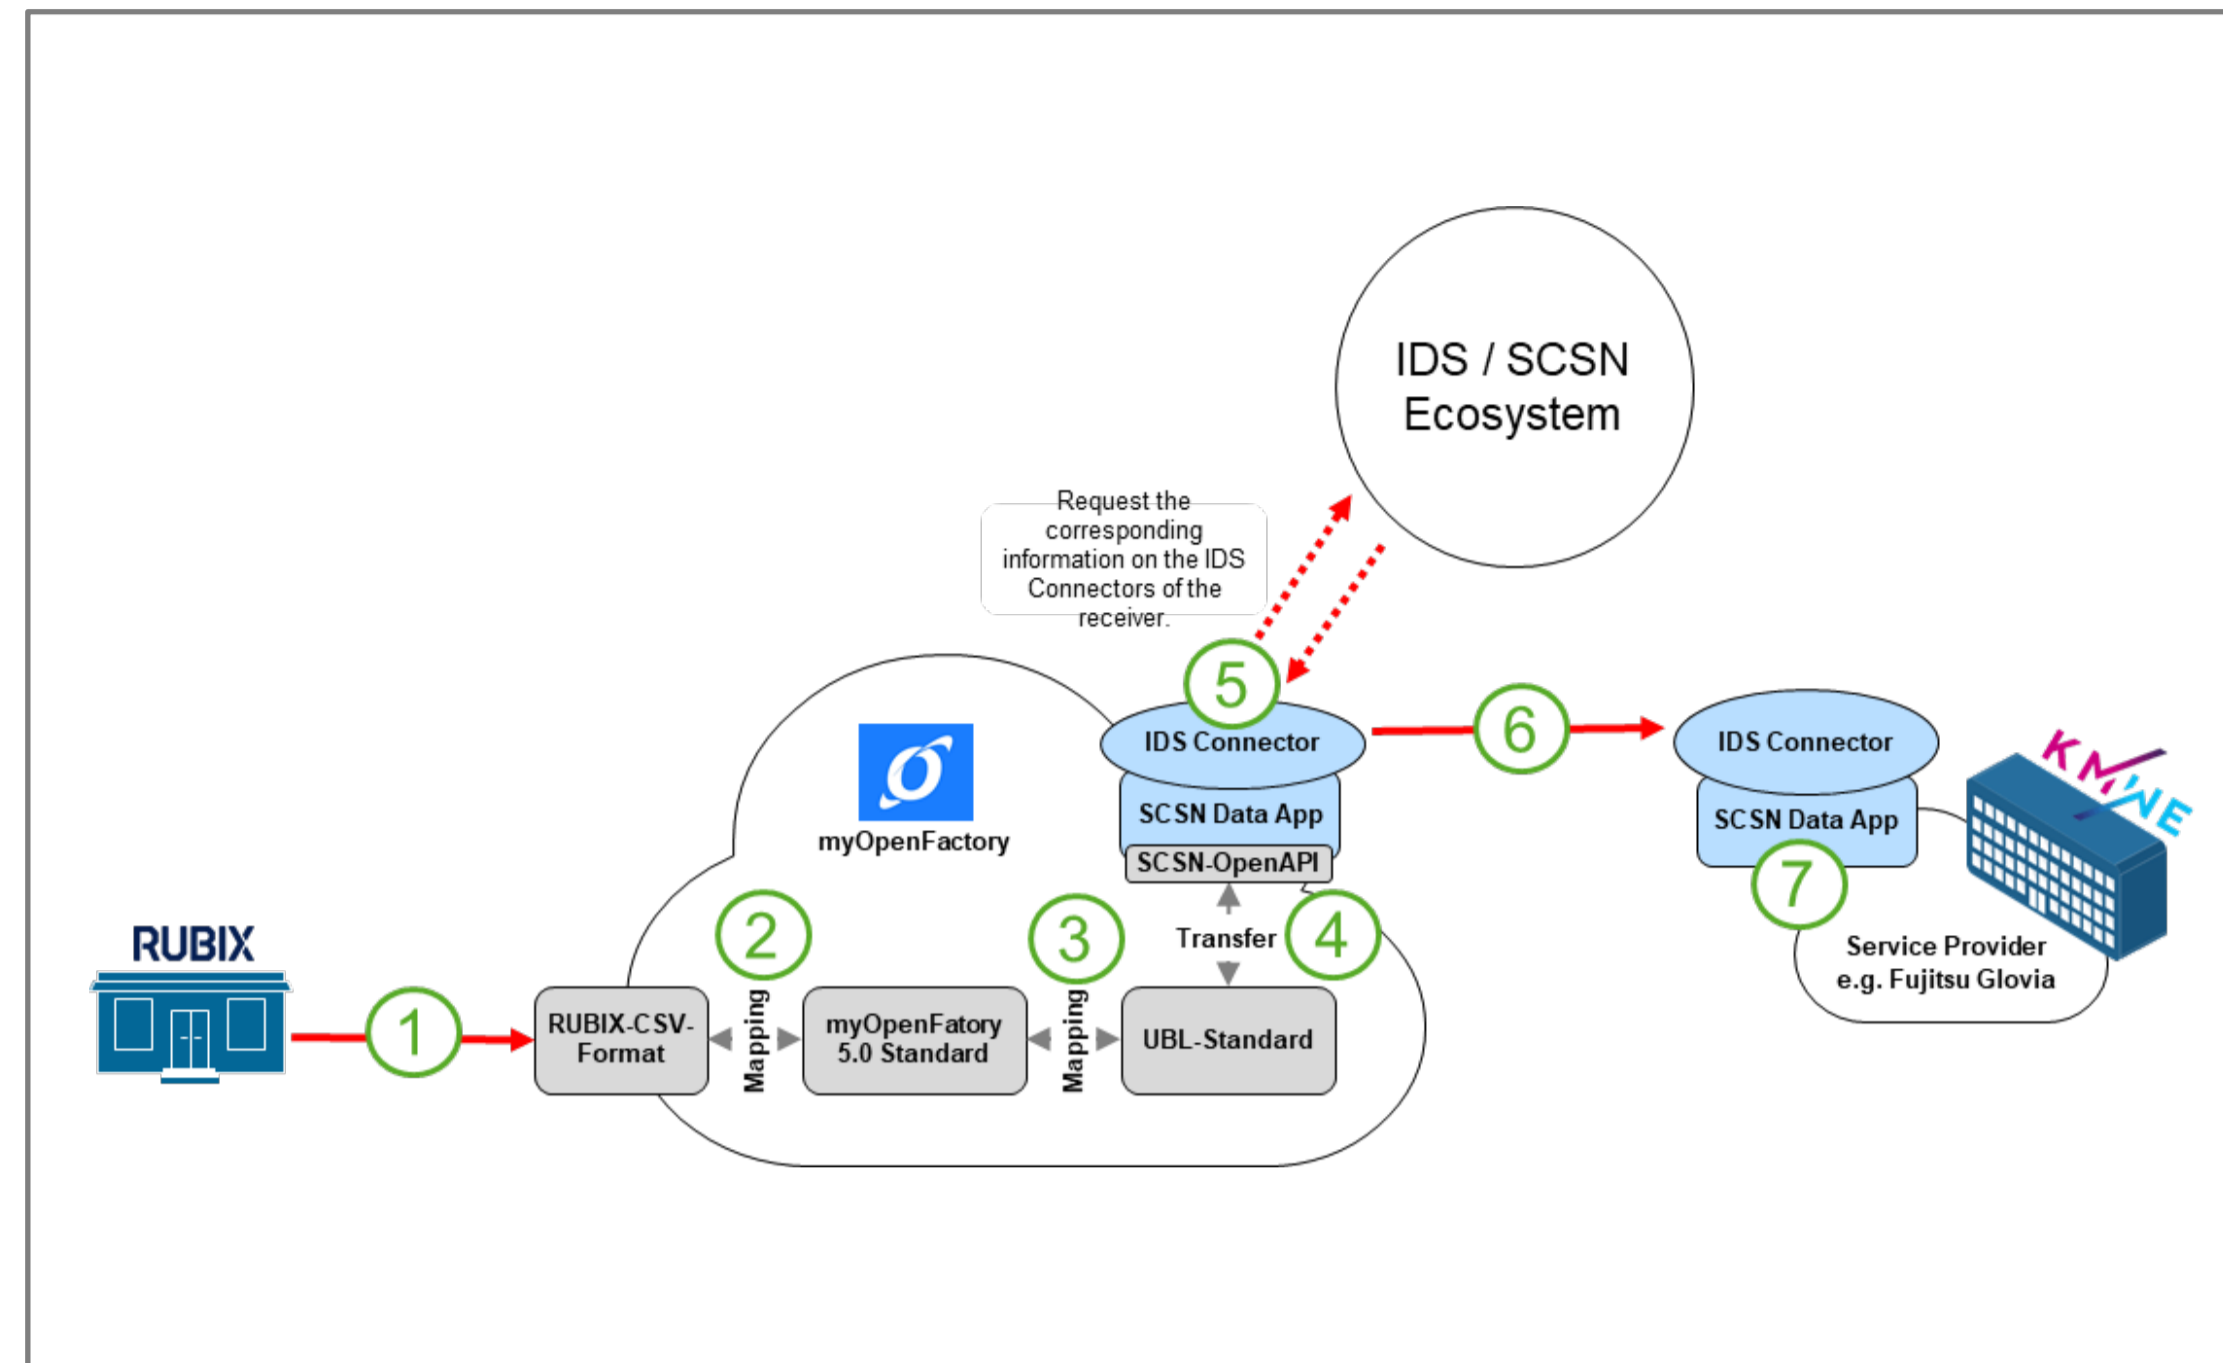 IDS / SCSN
Ecosystem
Request the
corresponding
information on the IDS
Connectors of the
receiver.
5
IDS Connector
6
IDS Connector
KMWE
myOpenFactory
SCSN Data App
SCSN-OpenAPI
SCSN Data App
7
RUBIX
2
3
Transfer
4
Service Provider
e.g. Fujitsu Glovia
1
RUBIX-CSV-
Format
Mapping
myOpenFatory
5.0 Standard
Mapping
UBL-Standard